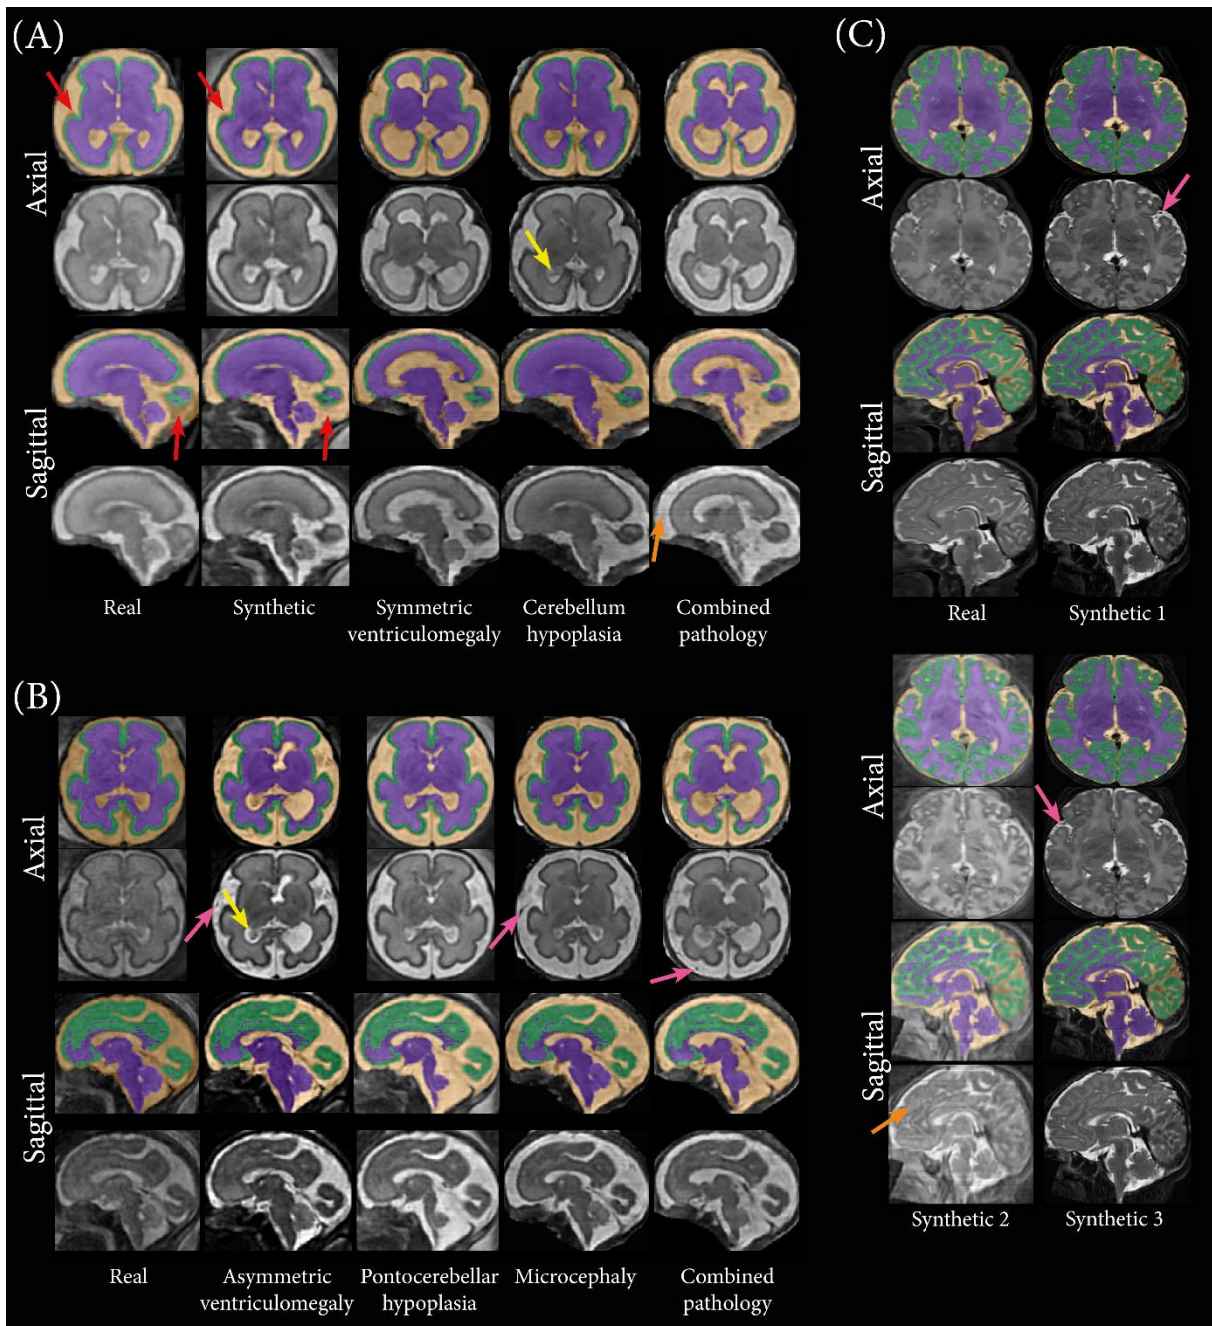 (A)
Axial
Sagittal
Real
Synthetic
Symmetric
ventriculomegaly
Cerebellum
hypoplasia
Combined
pathology
(B)
Axial
Sagittal
Real
Asymmetric
ventriculomegaly
Pontocerebellar
hypoplasia
Microcephaly
Combined
pathology
(C)
Axial
Sagittal
Real
Synthetic 1
Axial
Sagittal
Synthetic 2
Synthetic 3